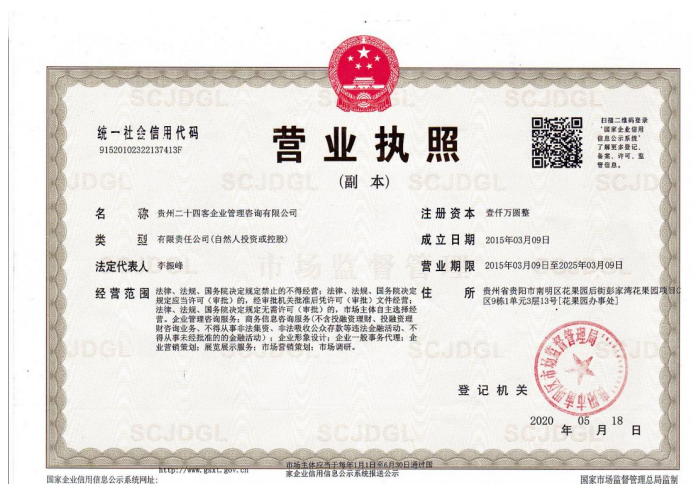 统一社会信用代码
91520102322137413F
营业执照
(副 本)
扫描二维码登录
‘国家企业信用
信息公示系统’
了解更多登记、
备案、许可、监
管信息。
名 称 贵州二十四客企业管理咨询有限公司
类 型 有限责任公司(自然人投资或控股)
法定代表人 李振峰
经营范围 法律、法规、国务院决定规定禁止的不得经营；法律、法规、国务院决定
规定应当许可（审批）的，经审批机关批准后凭许可（审批）文件经营；
法律、法规、国务院决定规定无需许可（审批）的，市场主体自主选择经
营。企业管理咨询服务；商务信息咨询服务(不含投融资理财、投融资理
财咨询业务、不得从事非法集资、非法吸收公众存款等违法金融活动、不
得从事未经批准的金融活动）；企业形象设计；企业一般事务代理；企
业营销策划；展览展示服务；市场营销策划；市场调研。
注册资本 壹仟万圆整
成立日期 2015年03月09日
营业期限 2015年03月09日至2025年03月09日
住 所 贵州省贵阳市南明区花果园后街彭家湾花果园项目
区9栋1单元3层13号[花果园办事处]
登记机关
贵阳市南明区市场监督管理局
2020 年 05 月 18 日
国家企业信用信息公示系统网址：
http://www.gsxt.gov.cn
市场主体应当于每年1月1日至6月30日通过国
家企业信用信息公示系统报送公示
国家市场监督管理总局监制
SCJDGL
市场监督管